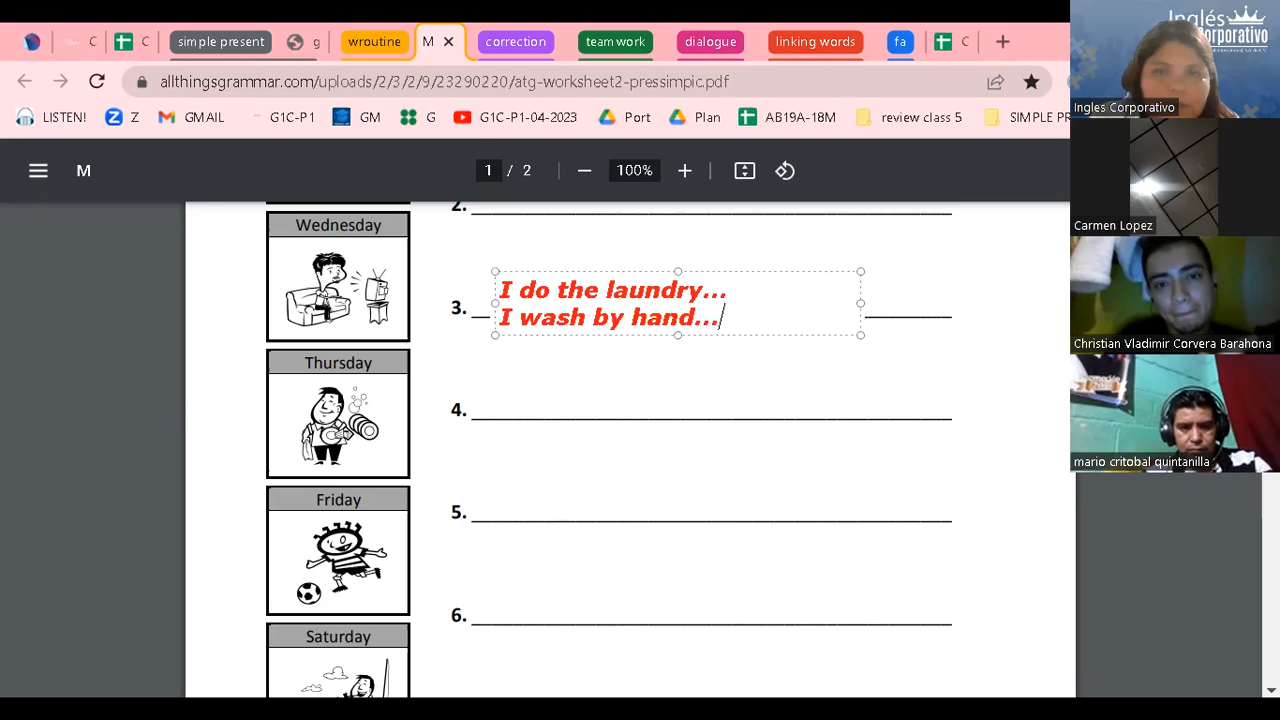 C
C
simple present
g
wroutine
M
correction
team work
dialogue
linking words
fa
C
allthingsgrammar.com/uploads/2/3/2/9/23290220/atg-worksheet2-pressimpic.pdf
LISTEN!
Z
GMAIL
G1C-P1
GM
G
G1C-P1-04-2023
Port
Plan
AB19A-18M
review class 5
SIMPLE PR
M
1 / 2
100%
Wednesday
Thursday
Friday
Saturday
2.
3.
I do the laundry...
I wash by hand...
4.
5.
6.
Inglés
Corporativo
Ingles Corporativo
Carmen Lopez
Christian Vladimir Corvera Barahona
mario critobal quintanilla